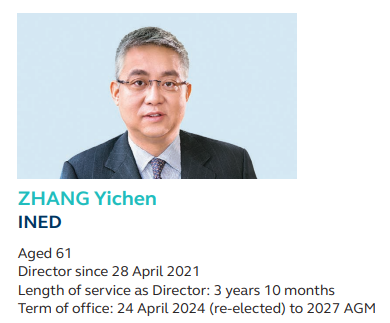 ZHANG Yichen
INED
Aged 61
Director since 28 April 2021
Length of service as Director: 3 years 10 months
Term of office: 24 April 2024 (re-elected) to 2027 AGM